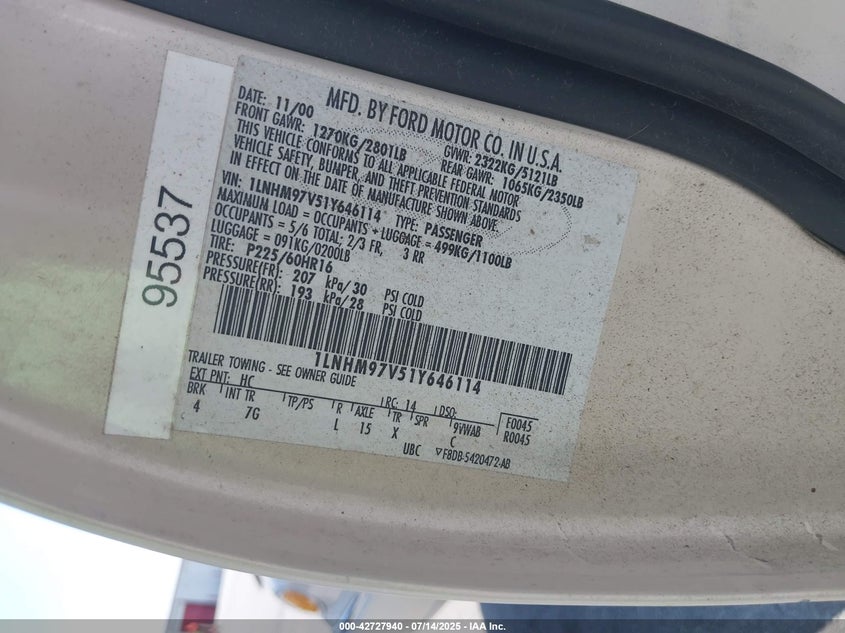 95537
MFD. BY FORD MOTOR CO. IN U.S.A.
DATE: 11/00 GVWR: 2322KG/5121LB
FRONT GAWR: 1270KG/2801LB REAR GAWR: 1065KG/2350LB
THIS VEHICLE CONFORMS TO ALL APPLICABLE FEDERAL MOTOR
VEHICLE SAFETY, BUMPER, AND THEFT PREVENTION STANDARDS
IN EFFECT ON THE DATE OF MANUFACTURE SHOWN ABOVE.
VIN: 1LNHM97V51Y646114 TYPE: PASSENGER
MAXIMUM LOAD = OCCUPANTS + LUGGAGE = 499KG/1100LB
OCCUPANTS = 5/6 TOTAL; 2/3 FR, 3 RR
LUGGAGE = 091KG/0200LB
TIRE: P225/60HR16
PRESSURE(FR): 207 kPa/30 PSI COLD
PRESSURE(RR): 193 kPa/28 PSI COLD
1LNHM97V51Y646114
TRAILER TOWING - SEE OWNER GUIDE
EXT PNT: HC RC: 14 DSO: F0045
BRK INT TR TP/PS R AXLE TR SPR 9VWAB R0045
4 7G L 15 X C
UBC ▽F8DB-5420472-AB
000-42727940 - 07/14/2025 - IAA Inc.